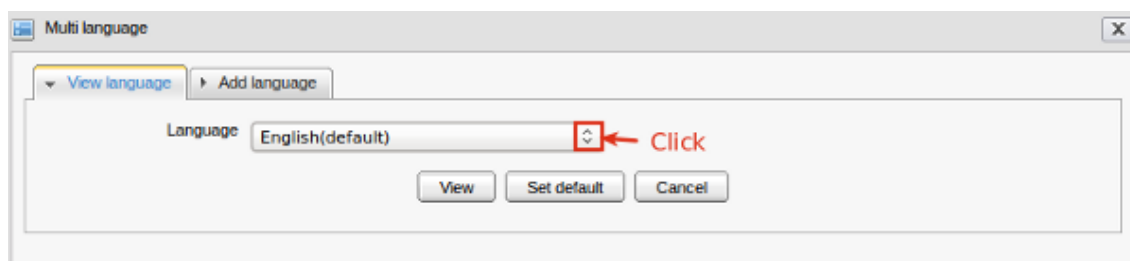 Multi language
View language Add language
Language English(default) Click
View Set default Cancel